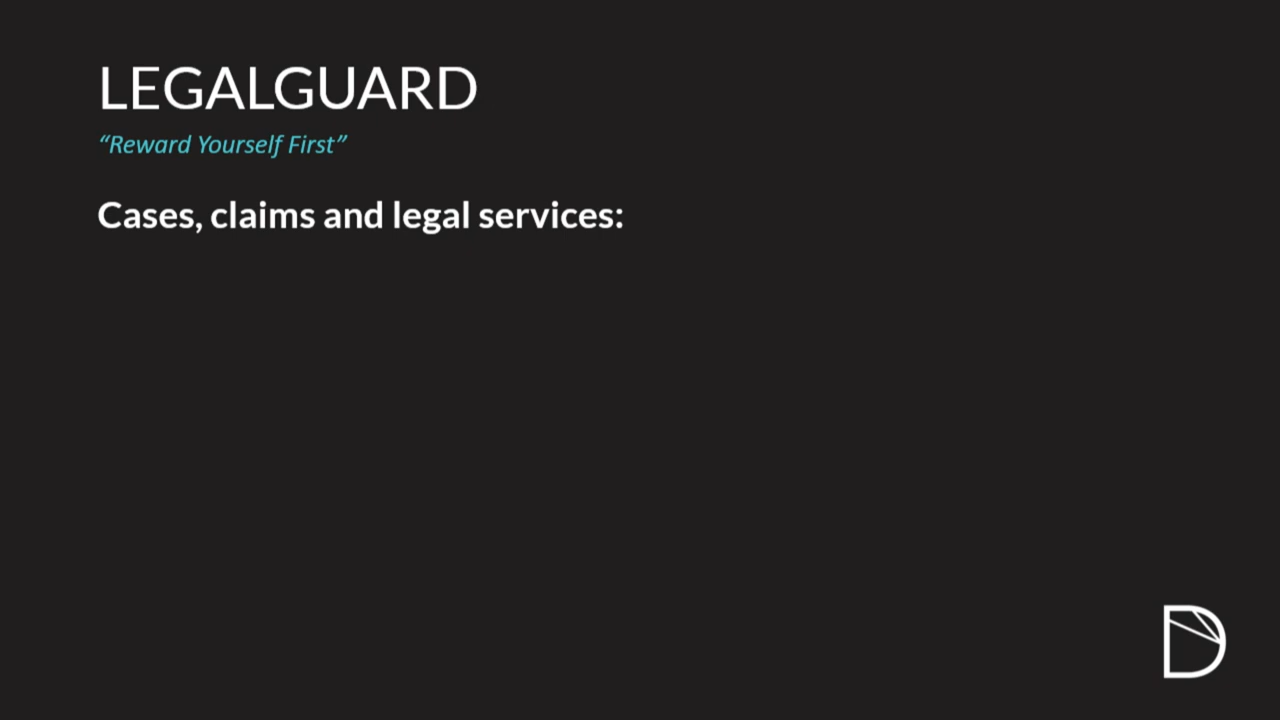 LEGALGUARD
“Reward Yourself First”
Cases, claims and legal services: